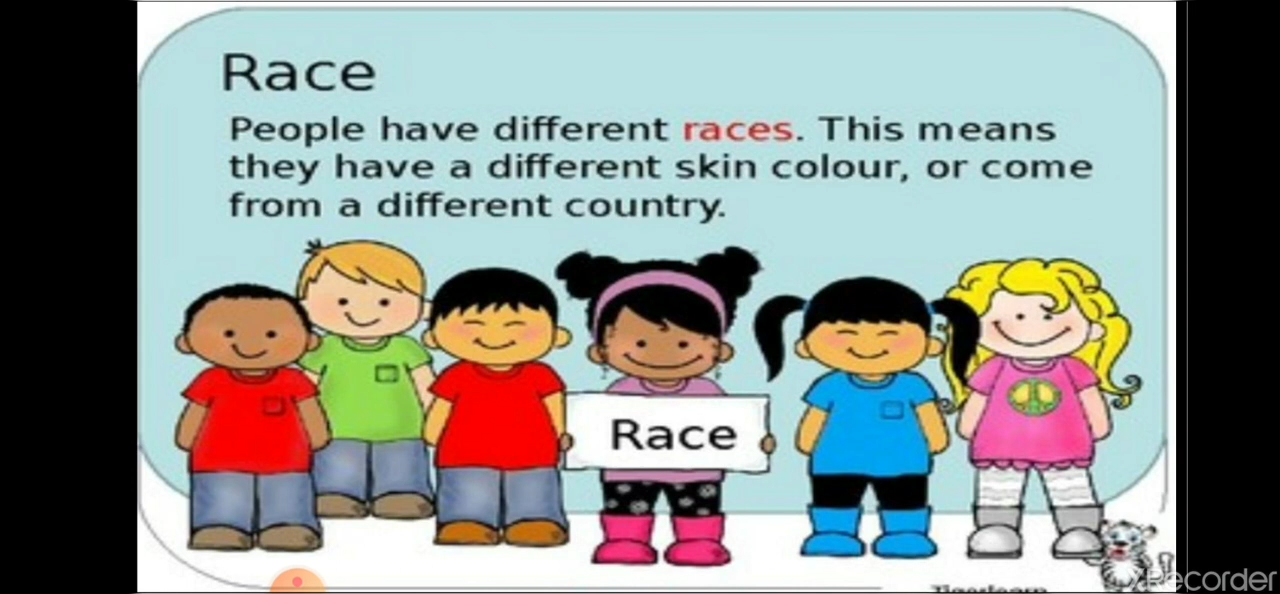 Race
People have different races. This means
they have a different skin colour, or come
from a different country.
Race
Recorder